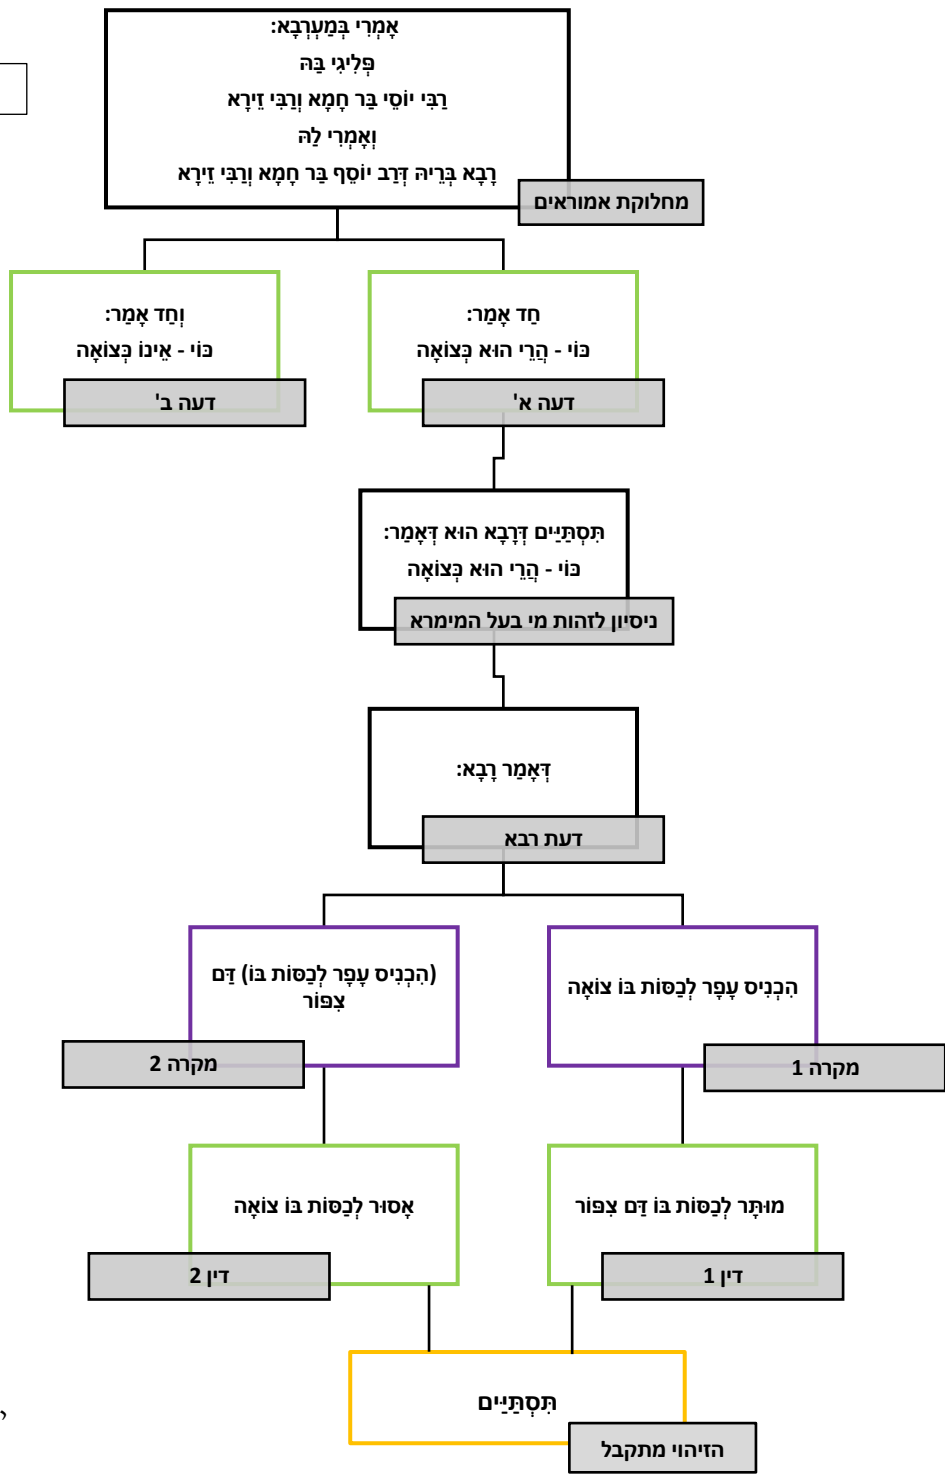 אָמְרִי בְּמַעְרְבָא:
פְּלִיגִי בַּהּ
רַבִּי יוֹסֵי בַּר חָמָא וְרַבִּי זֵירָא
וְאָמְרִי לַהּ
רָבָא בְּרֵיהּ דְּרַב יוֹסֵף בַּר חָמָא וְרַבִּי זֵירָא
מחלוקת אמוראים
חַד אָמַר:
כּוֹי - הֲרֵי הוּא כְּצוֹאָה
דעה א'
וְחַד אָמַר:
כּוֹי - אֵינוֹ כְּצוֹאָה
דעה ב'
תִּסְתַּיַּים דְּרָבָא הוּא דְּאָמַר:
כּוֹי - הֲרֵי הוּא כְּצוֹאָה
ניסיון לזהות מי בעל המימרא
דְּאָמַר רָבָא:
דעת רבא
הִכְנִיס עָפָר לְכַסּוֹת בּוֹ צוֹאָה
מקרה 1
(הִכְנִיס עָפָר לְכַסּוֹת בּוֹ) דַּם
צִפּוֹר
מקרה 2
מוּתָּר לְכַסּוֹת בּוֹ דַּם צִפּוֹר
דין 1
אָסוּר לְכַסּוֹת בּוֹ צוֹאָה
דין 2
תִּסְתַּיַּים
הזיהוי מתקבל